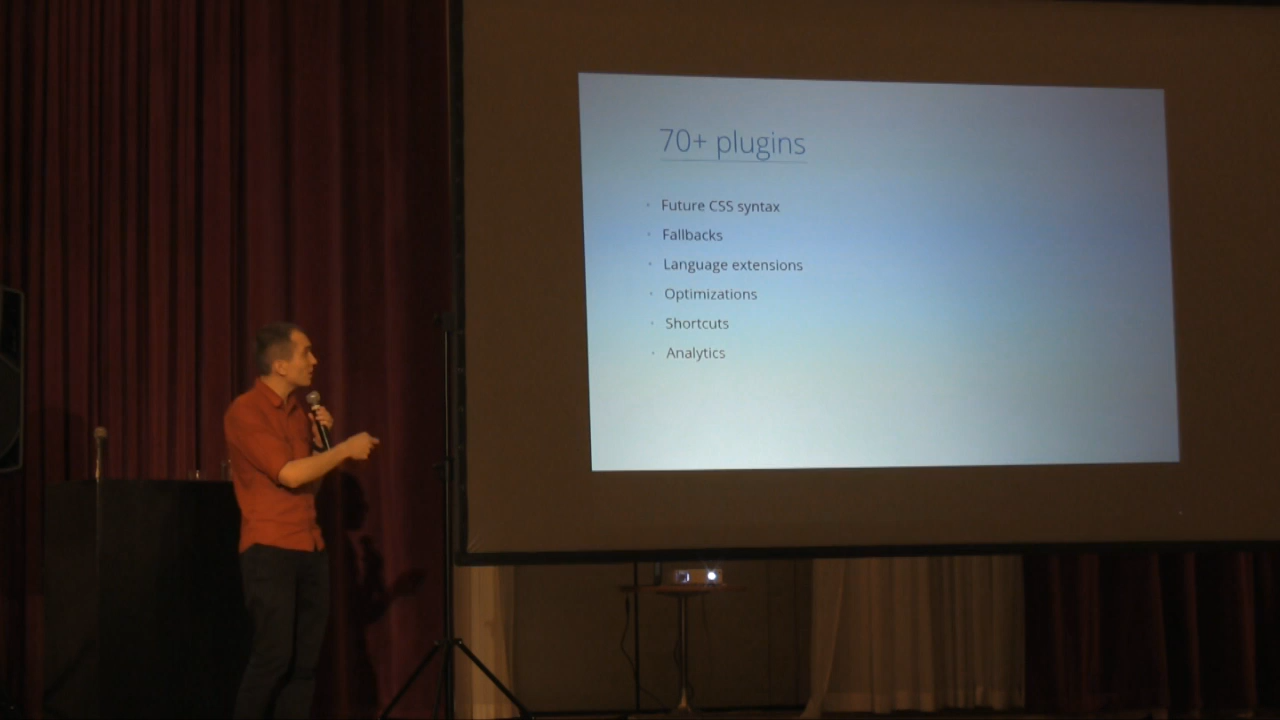 70+ plugins
Future CSS syntax
Fallbacks
Language extensions
Optimizations
Shortcuts
Analytics